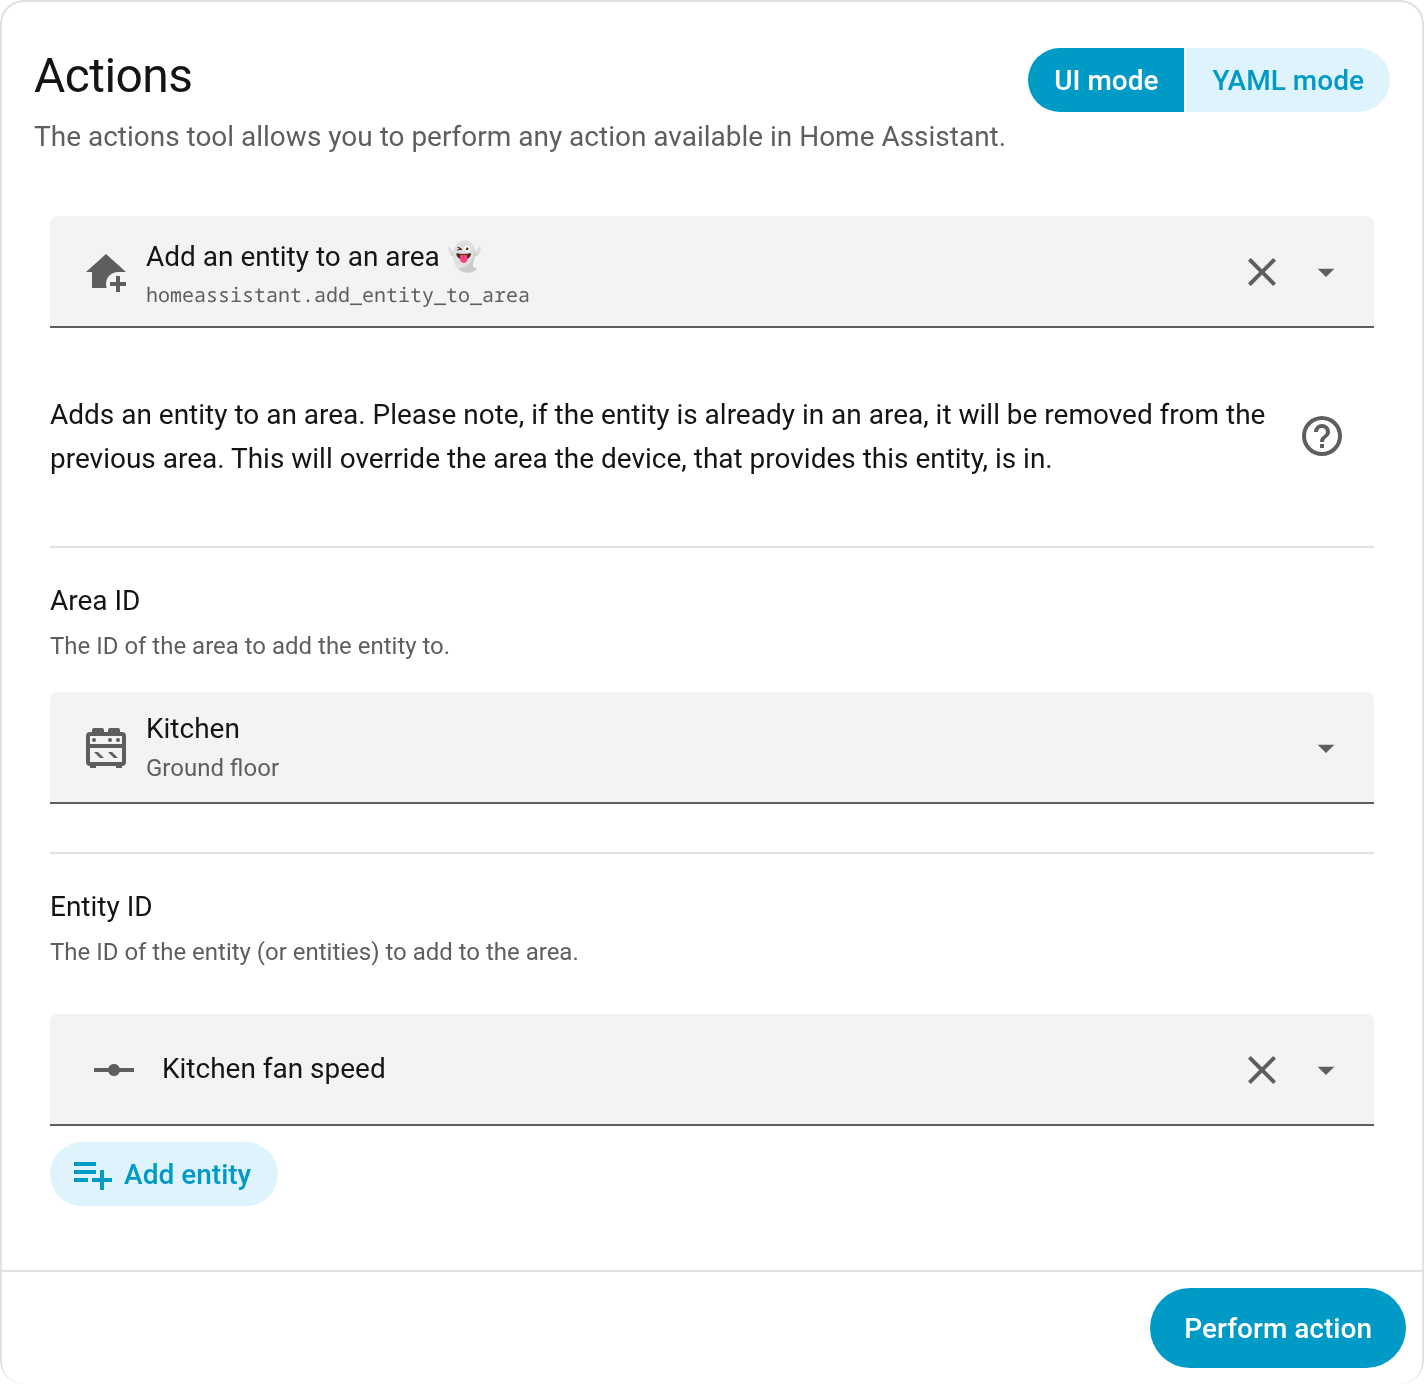 Actions
UI mode
YAML mode
The actions tool allows you to perform any action available in Home Assistant.
Add an entity to an area 👻
homeassistant.add_entity_to_area
Adds an entity to an area. Please note, if the entity is already in an area, it will be removed from the
previous area. This will override the area the device, that provides this entity, is in.
Area ID
The ID of the area to add the entity to.
Kitchen
Ground floor
Entity ID
The ID of the entity (or entities) to add to the area.
Kitchen fan speed
Add entity
Perform action